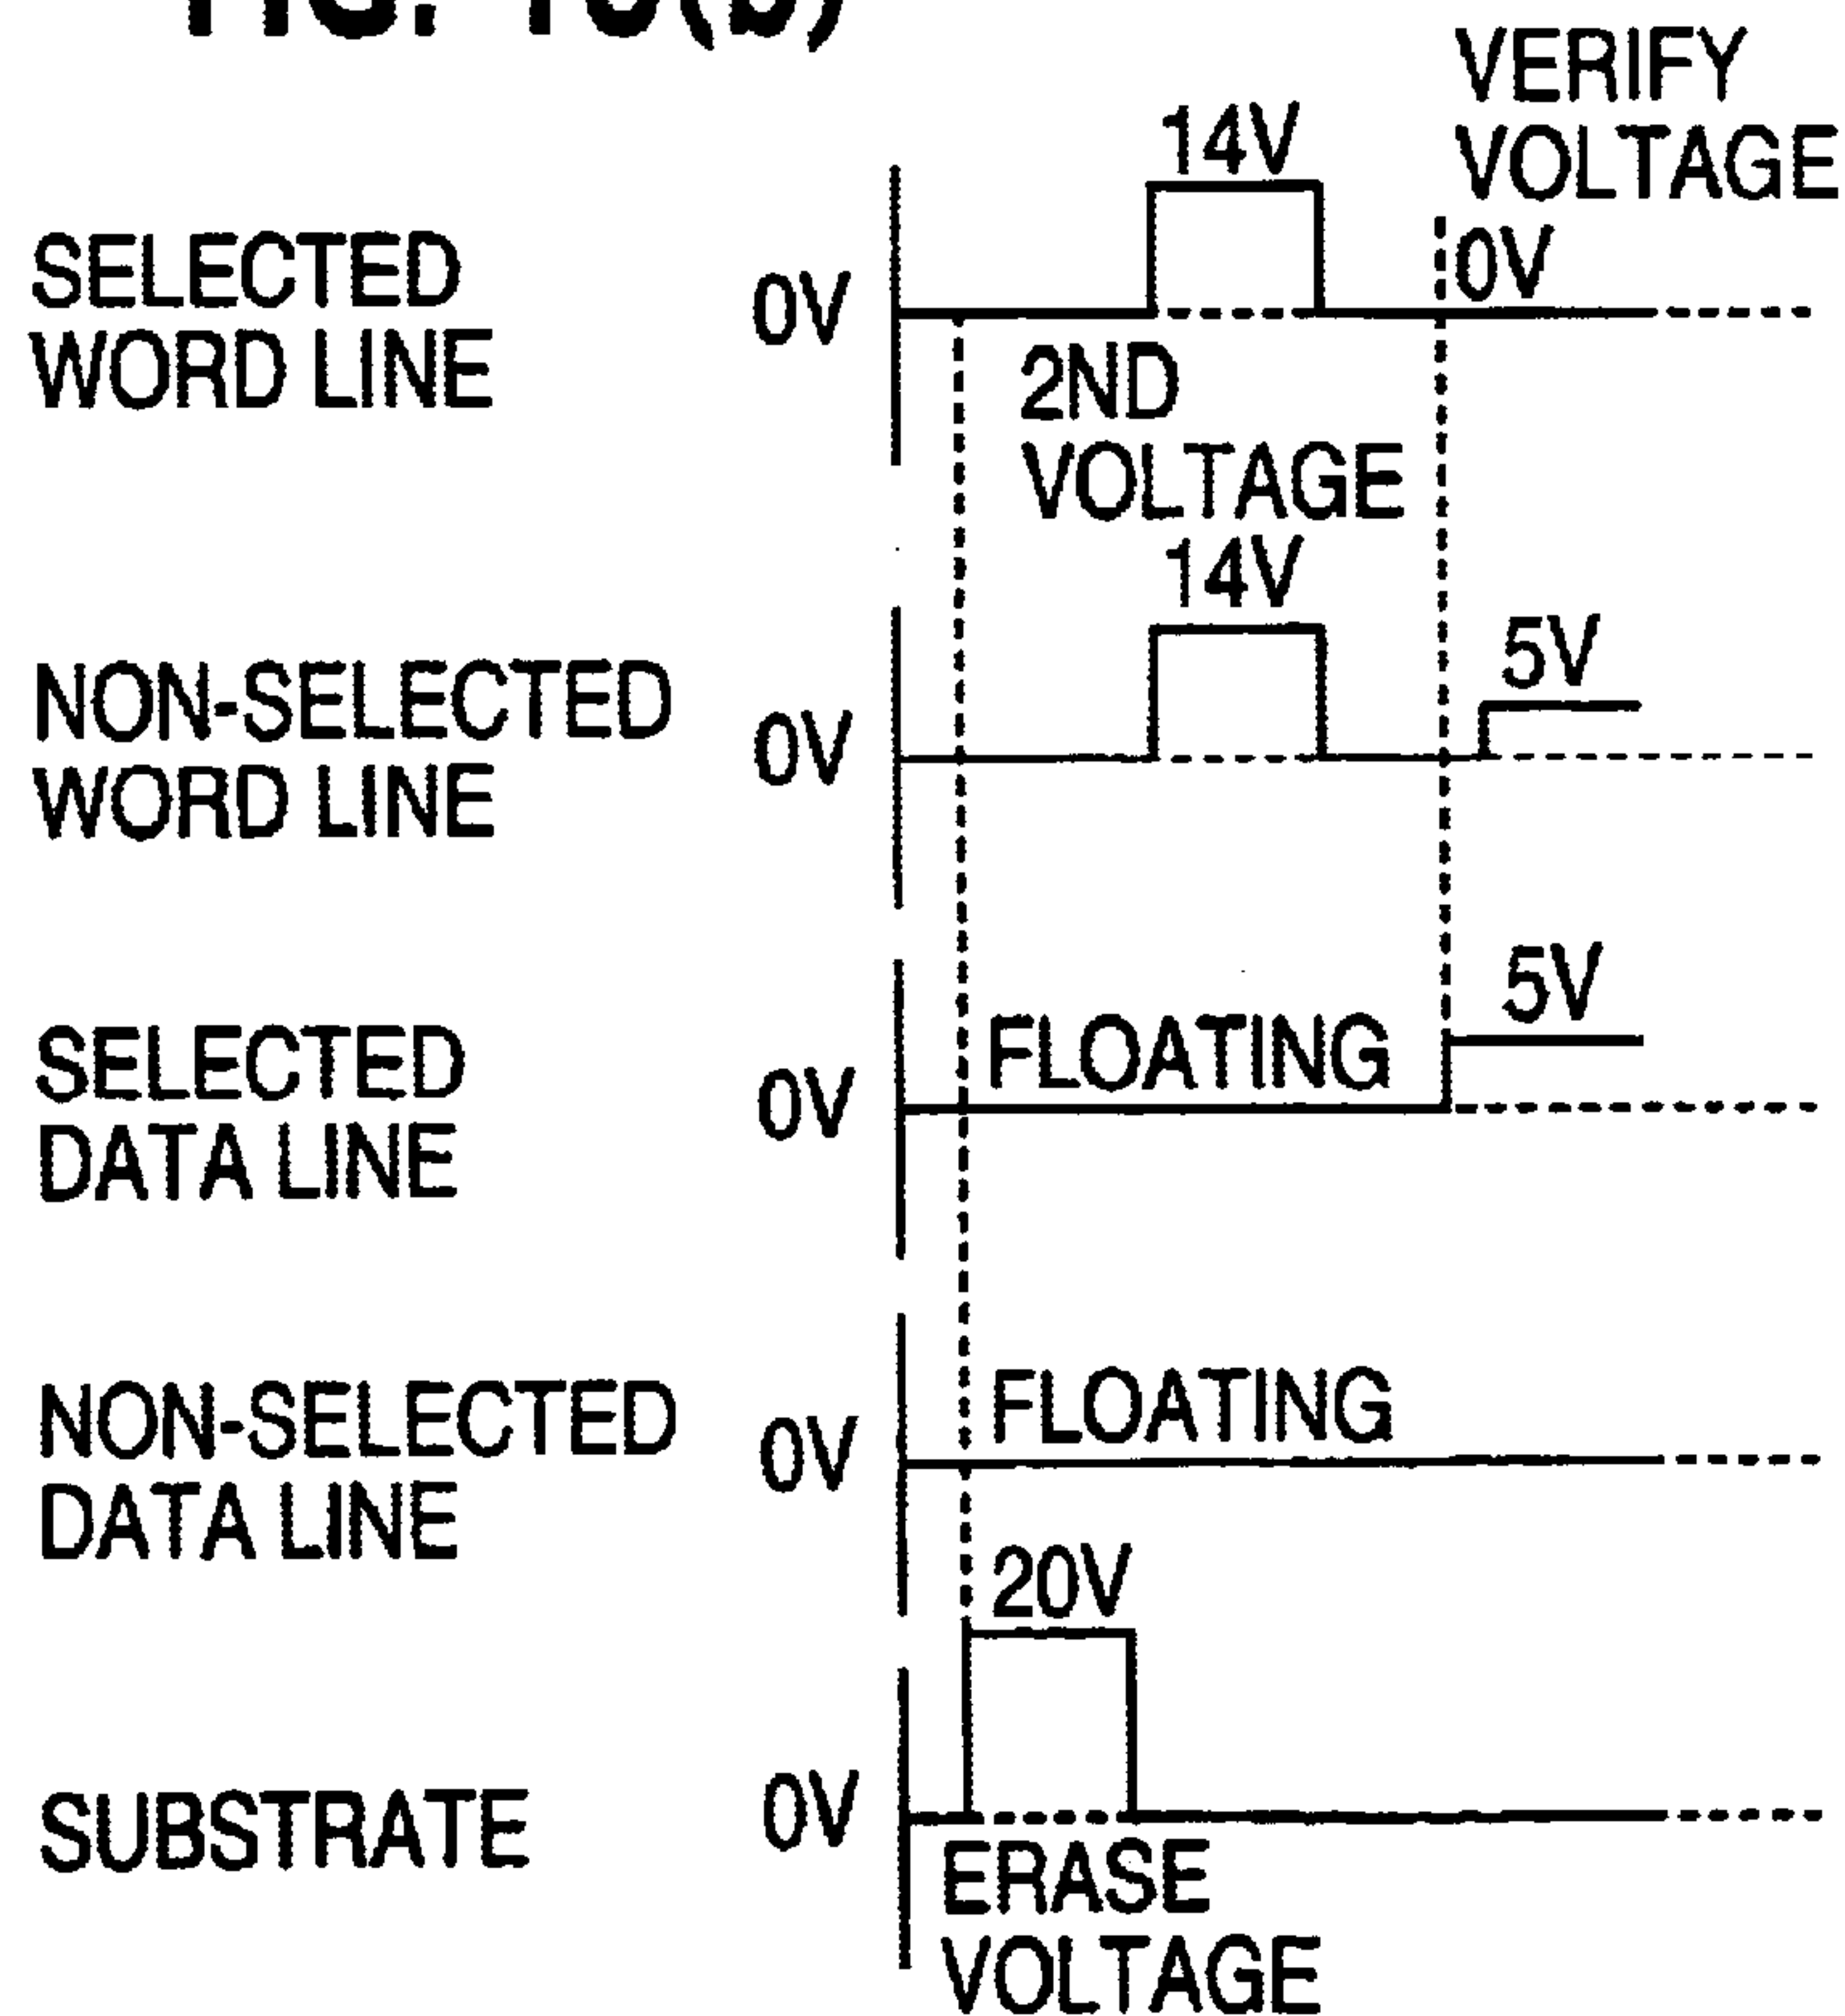 VERIFY
VOLTAGE
14V
0V
SELECTED
WORD LINE
0V
2ND
VOLTAGE
14V
5V
NON-SELECTED
WORD LINE
0V
5V
SELECTED
DATA LINE
0V
FLOATING
NON-SELECTED
DATA LINE
0V
FLOATING
20V
SUBSTRATE
0V
ERASE
VOLTAGE